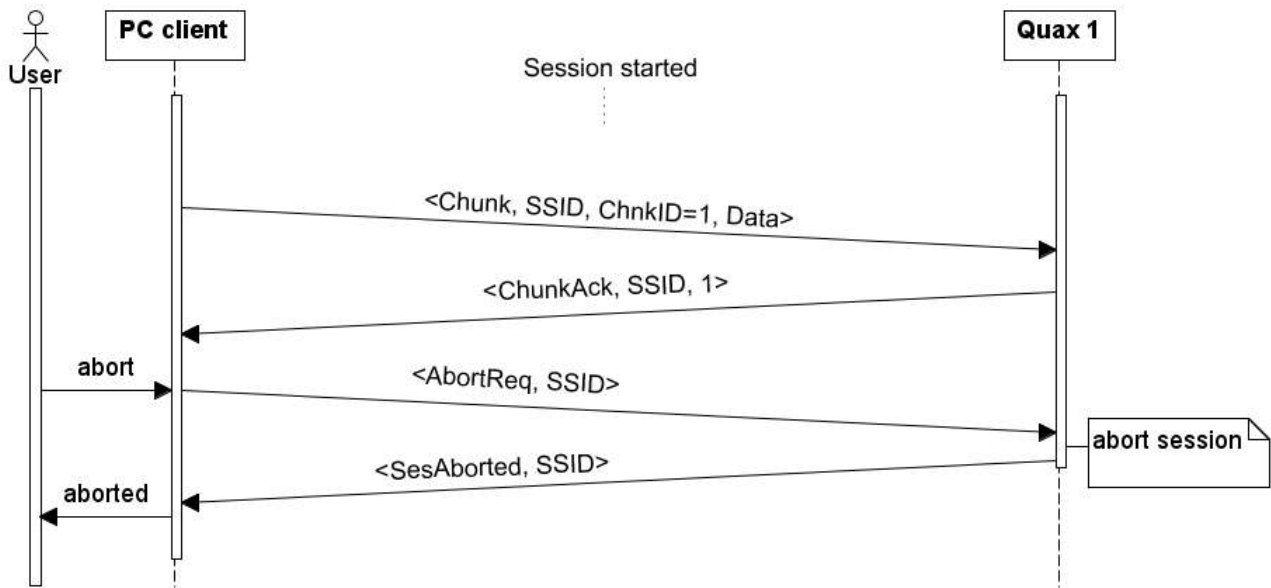 PC client
Quax 1
User
Session started
<Chunk, SSID, ChnkID=1, Data>
<ChunkAck, SSID, 1>
abort
<AbortReq, SSID>
abort session
<SesAborted, SSID>
aborted